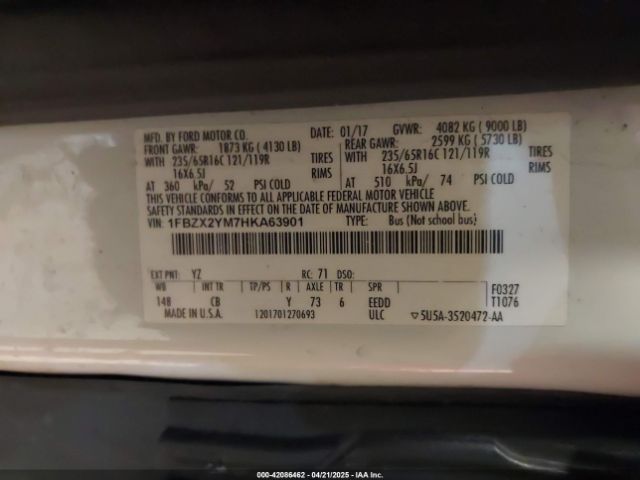 MFD. BY FORD MOTOR CO. DATE: 01/17 GVWR: 4082 KG ( 9000 LB)
FRONT GAWR: 1873 KG ( 4130 LB) REAR GAWR: 2599 KG ( 5730 LB)
WITH 235/65R16C 121/119R TIRES WITH 235/65R16C 121/119R TIRES
16X6.5J RIMS 16X6.5J RIMS
AT 360 kPa/ 52 PSI COLD AT 510 kPa/ 74 PSI COLD
THIS VEHICLE CONFORMS TO ALL APPLICABLE FEDERAL MOTOR VEHICLE
SAFETY STANDARDS IN EFFECT ON THE DATE OF MANUFACTURE SHOWN ABOVE.
VIN: 1FBZX2YM7HKA63901 TYPE: Bus (Not school bus)
EXT PNT: YZ RC: 71 DSO:
WB INT TR TP/PS R AXLE TR SPR F0327
14B CB Y 73 6 EEDD T1076
MADE IN U.S.A. 1201701270693 ULC ▽5U5A-3520472-AA
000-42086462 - 04/21/2025 - IAA Inc.